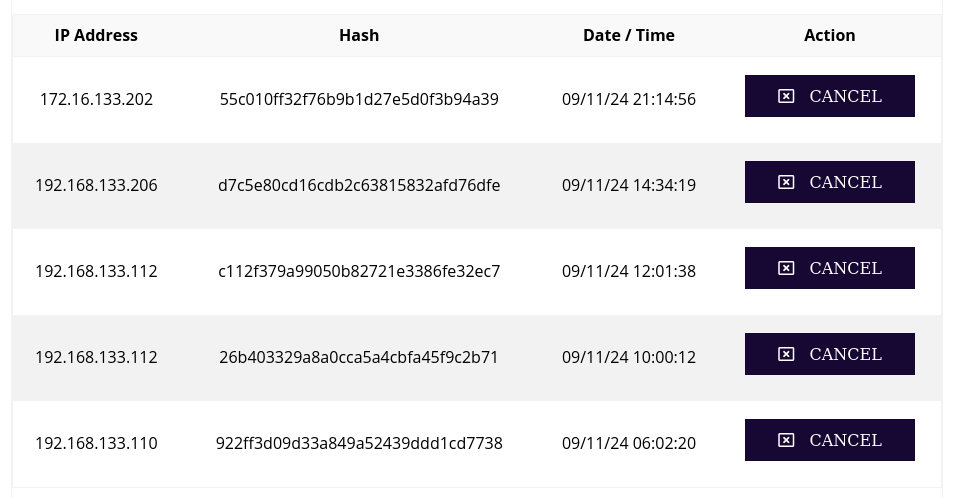 IP Address Hash Date / Time Action
172.16.133.202 55c010ff32f76b9b1d27e5d0f3b94a39 09/11/24 21:14:56 CANCEL
192.168.133.206 d7c5e80cd16cdb2c63815832afd76dfe 09/11/24 14:34:19 CANCEL
192.168.133.112 c112f379a99050b82721e3386fe32ec7 09/11/24 12:01:38 CANCEL
192.168.133.112 26b403329a8a0cca5a4cbfa45f9c2b71 09/11/24 10:00:12 CANCEL
192.168.133.110 922ff3d09d33a849a52439ddd1cd7738 09/11/24 06:02:20 CANCEL